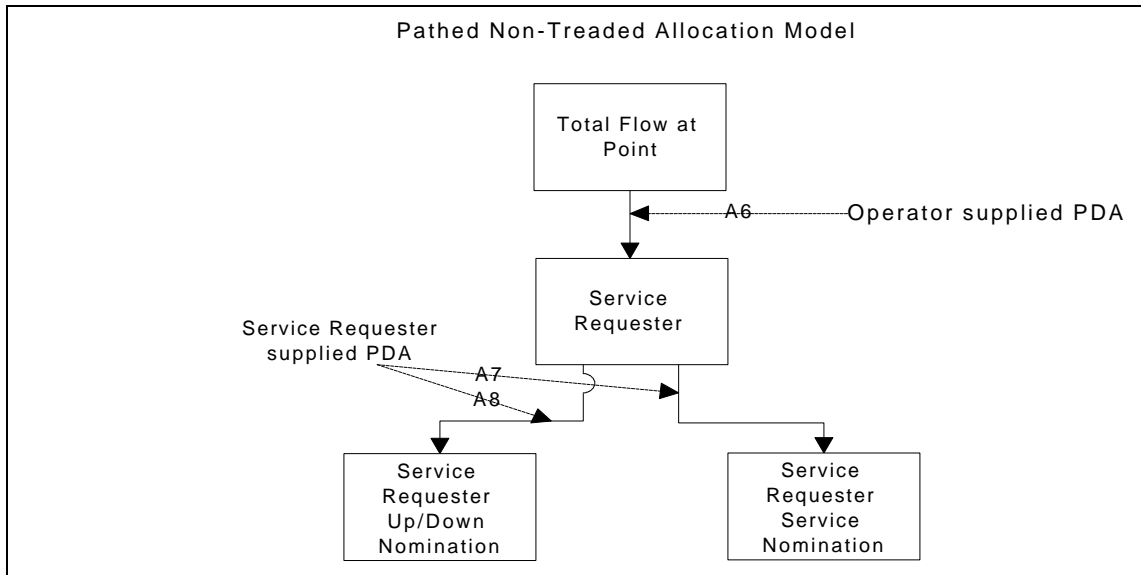 Pathed Non-Treaded Allocation Model
Total Flow at
Point
A6
Operator supplied PDA
Service
Requester
Service Requester
supplied PDA
A7
A8
Service
Requester
Up/Down
Nomination
Service
Requester
Service
Nomination